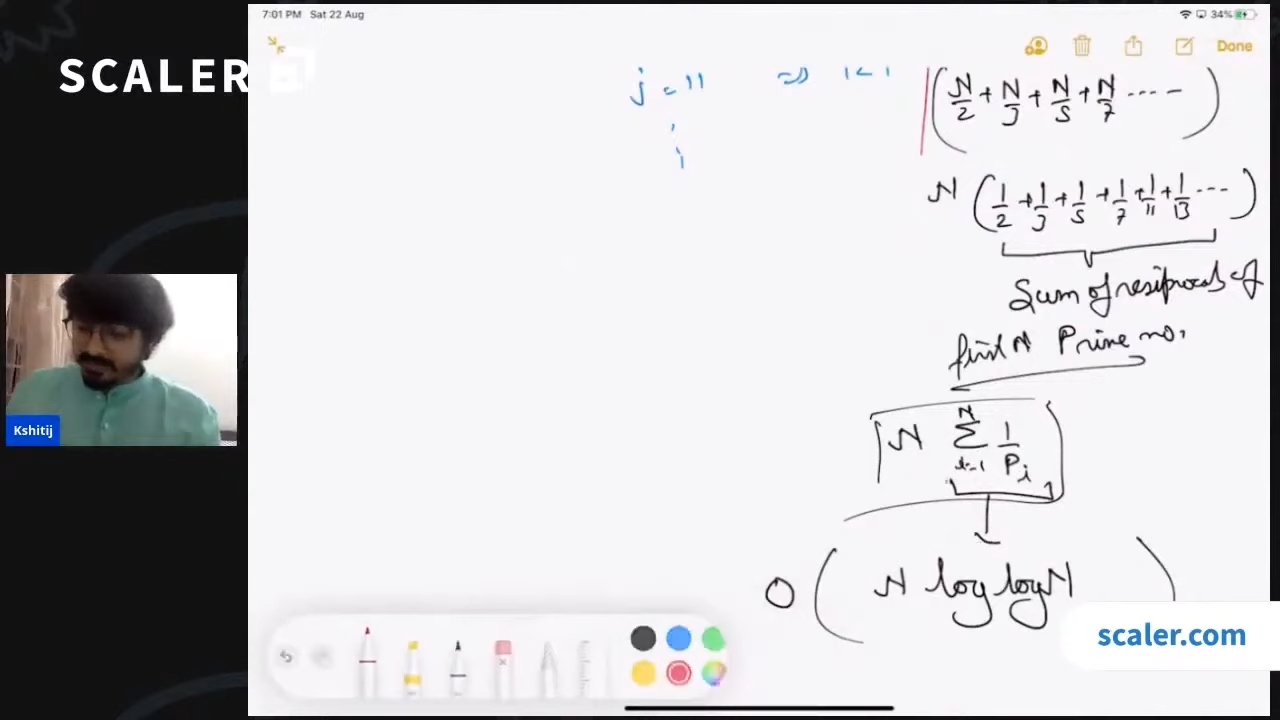 7:01 PM Sat 22 Aug
34%
Done
SCALER
j = 11
(N/2 + N/3 + N/5 + N/7 ....)
N (1/2 + 1/3 + 1/5 + 1/7 + 1/11 + 1/13 ...)
Sum of resiprocals of
first N Prime no.
Kshitij
N Σ i=1 N 1/Pi
O ( N log log N )
scaler.com